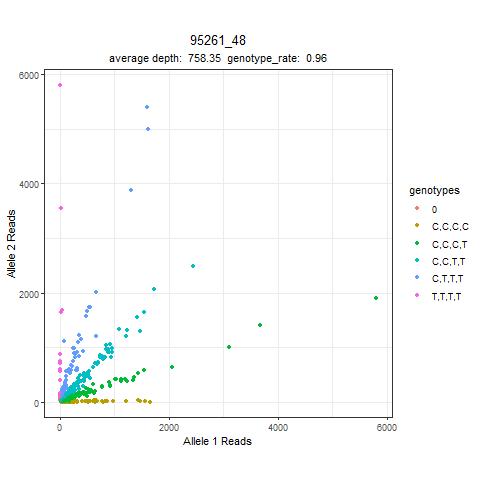 95261_48
average depth:  758.35  genotype_rate:  0.96
6000
4000
2000
0
Allele 2 Reads
0
2000
4000
6000
Allele 1 Reads
genotypes
0
C,C,C,C
C,C,C,T
C,C,T,T
C,T,T,T
T,T,T,T